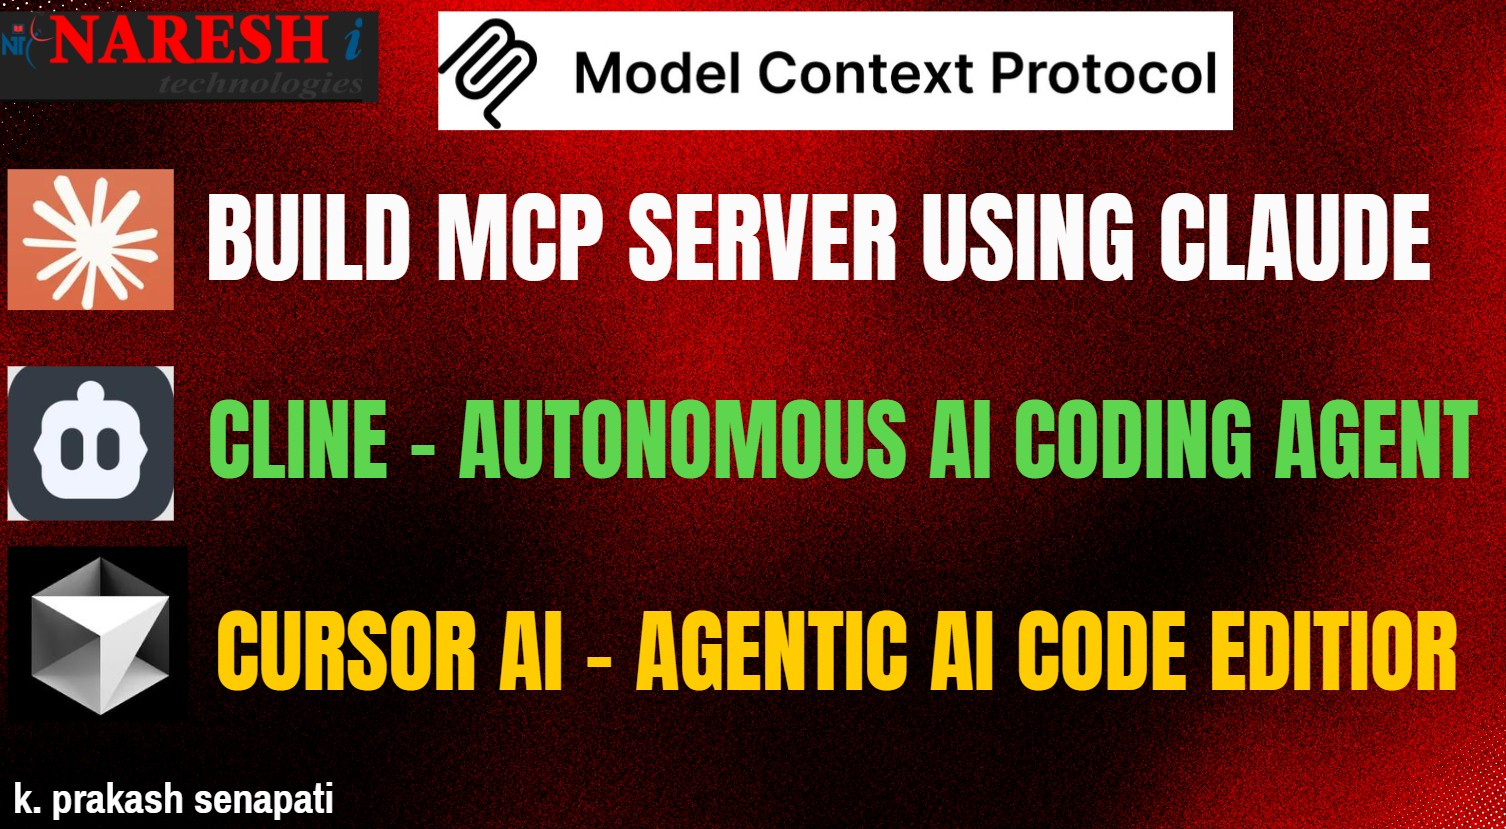 NiT NARESH i
technologies
Model Context Protocol
BUILD MCP SERVER USING CLAUDE
CLINE - AUTONOMOUS AI CODING AGENT
CURSOR AI - AGENTIC AI CODE EDITIOR
k. prakash senapati